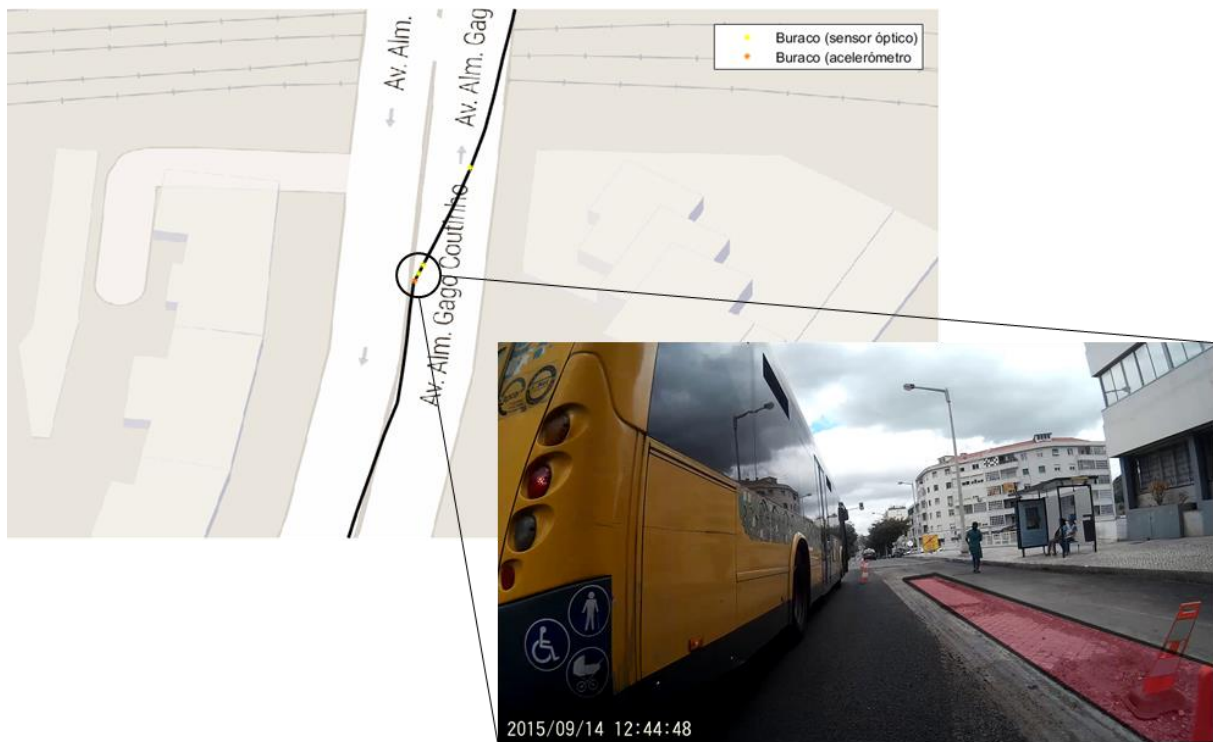 Buraco (sensor óptico)
Buraco (acelerómetro
Av. Alm.
Av. Alm. Gag
Av. Alm. Gago Coutinho
2015/09/14 12:44:48